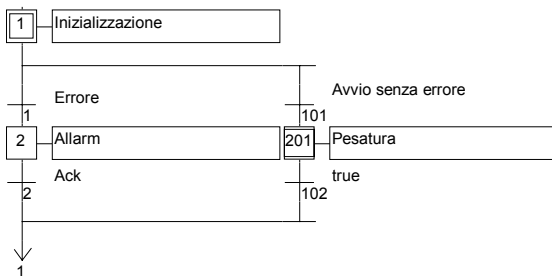 1 Inizializzazione
Errore
Avvio senza errore
1
101
2 Allarm
201 Pesatura
Ack
true
2
102
1